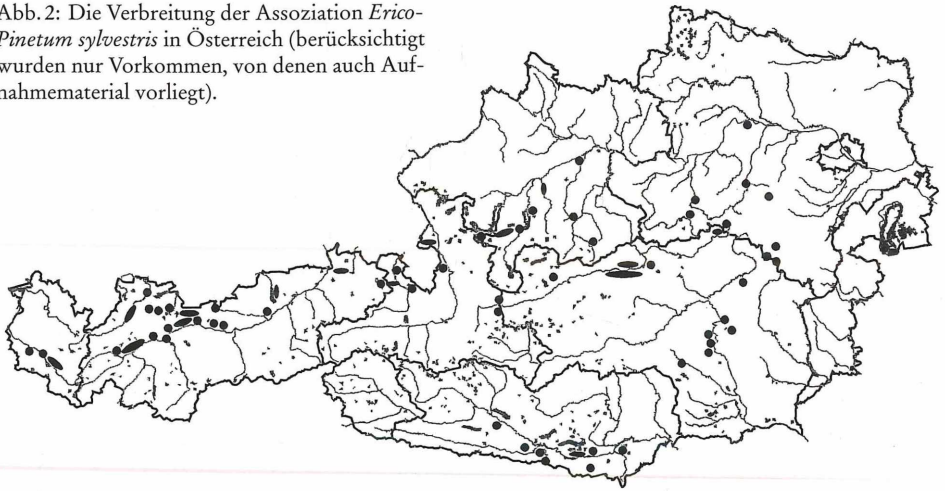 Abb. 2: Die Verbreitung der Assoziation Erico-
Pinetum sylvestris in Österreich (berücksichtigt
wurden nur Vorkommen, von denen auch Auf-
nahmematerial vorliegt).